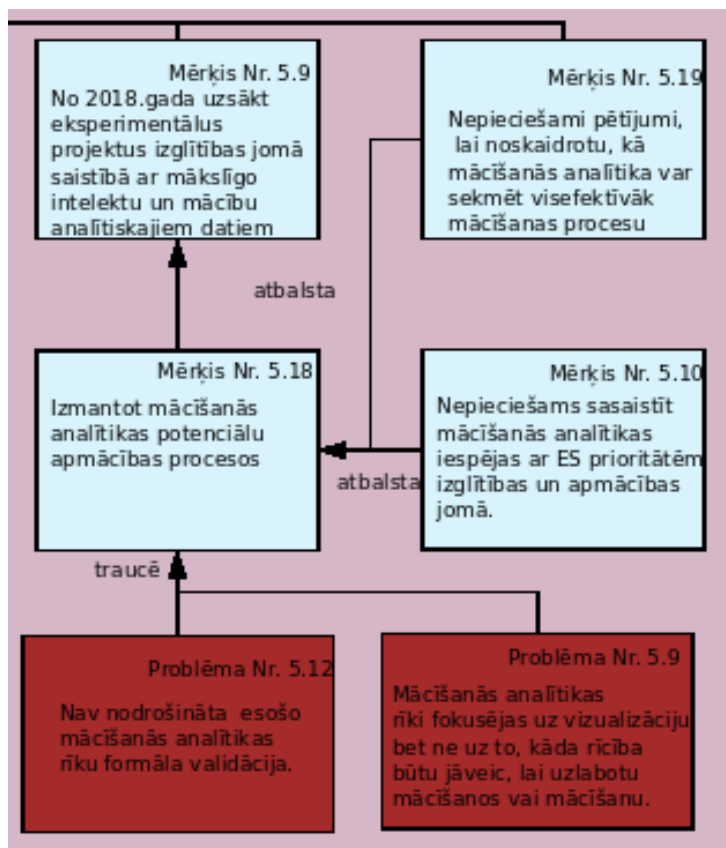 Mērķis Nr. 5.9
No 2018.gada uzsākt
eksperimentālus
projektus izglītības jomā
saistībā ar mākslīgo
intelektu un mācību
analītiskajiem datiem
Mērķis Nr. 5.19
Nepieciešami pētījumi,
lai noskaidrotu, kā
mācīšanās analītika var
sekmēt visefektīvāk
mācīšanas procesu
atbalsta
Mērķis Nr. 5.18
Izmantot mācīšanās
analītikas potenciālu
apmācības procesos
Mērķis Nr. 5.10
Nepieciešams sasaistīt
mācīšanās analītikas
iespējas ar ES prioritātēm
izglītības un apmācības
jomā.
atbalsta
traucē
Problēma Nr. 5.12
Nav nodrošināta esošo
mācīšanās analītikas
rīku formāla validācija.
Problēma Nr. 5.9
Mācīšanās analītikas
rīki fokusējas uz vizualizāciju
bet ne uz to, kāda rīcība
būtu jāveic, lai uzlabotu
mācīšanos vai mācīšanu.